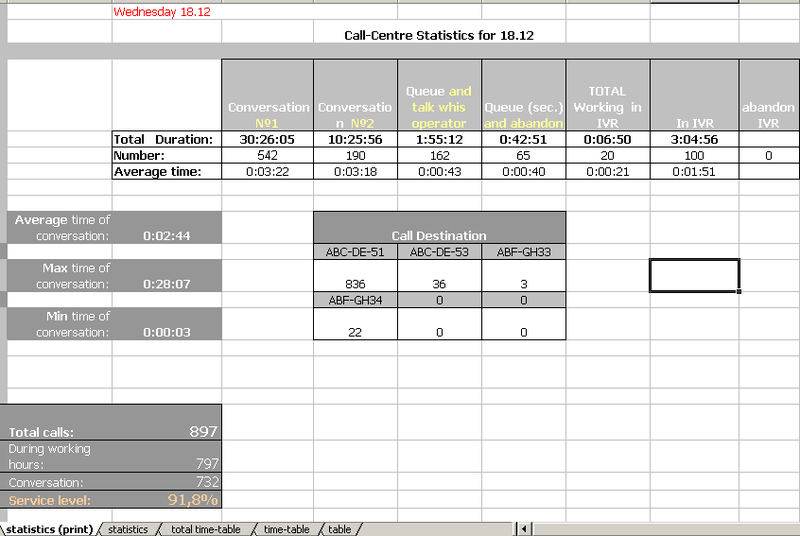 Wednesday 18.12
Call-Centre Statistics for 18.12
Conversation №1 Conversatio n №2 Queue and talk whis operator Queue (sec.) and abandon TOTAL Working in IVR In IVR abandon IVR
Total Duration: 30:26:05 10:25:56 1:55:12 0:42:51 0:06:50 3:04:56
Number: 542 190 162 65 20 100 0
Average time: 0:03:22 0:03:18 0:00:43 0:00:40 0:00:21 0:01:51
Average time of
conversation: 0:02:44
Call Destination
ABC-DE-51 ABC-DE-53 ABF-GH33
Max time of
conversation: 0:28:07
836 36 3
ABF-GH34 0 0
Min time of
conversation: 0:00:03
22 0 0
Total calls: 897
During working
hours: 797
Conversation: 732
Service level: 91,8%
statistics (print) statistics total time-table time-table table